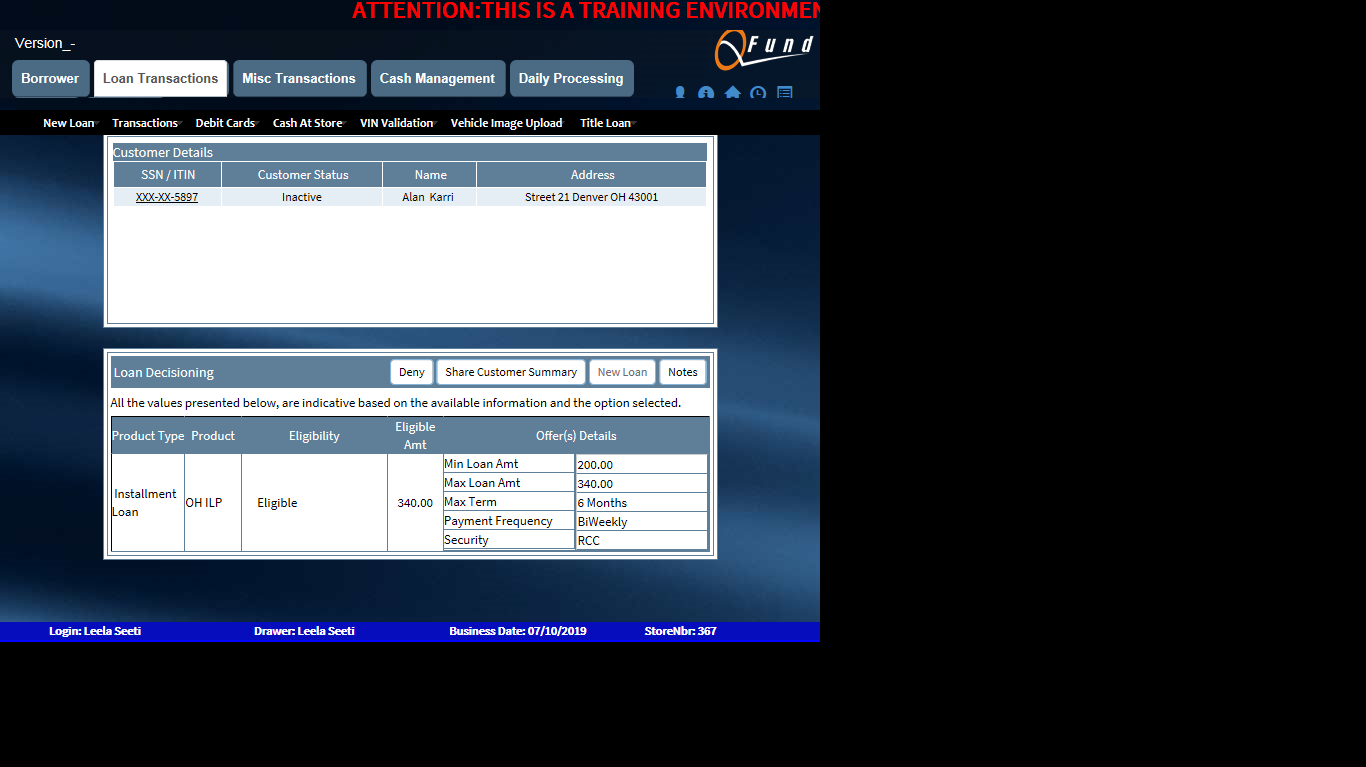 ATTENTION:THIS IS A TRAINING ENVIRONMEN
Version_-
QFund
Borrower Loan Transactions Misc Transactions Cash Management Daily Processing
New Loan Transactions Debit Cards Cash At Store VIN Validation Vehicle Image Upload Title Loan
Customer Details
SSN / ITIN Customer Status Name Address
XXX-XX-5897 Inactive Alan Karri Street 21 Denver OH 43001
Loan Decisioning Deny Share Customer Summary New Loan Notes
All the values presented below, are indicative based on the available information and the option selected.
Product Type Product Eligibility Eligible Amt Offer(s) Details
Installment Loan OH ILP Eligible 340.00
Min Loan Amt 200.00
Max Loan Amt 340.00
Max Term 6 Months
Payment Frequency BiWeekly
Security RCC
Login: Leela Seeti Drawer: Leela Seeti Business Date: 07/10/2019 StoreNbr: 367